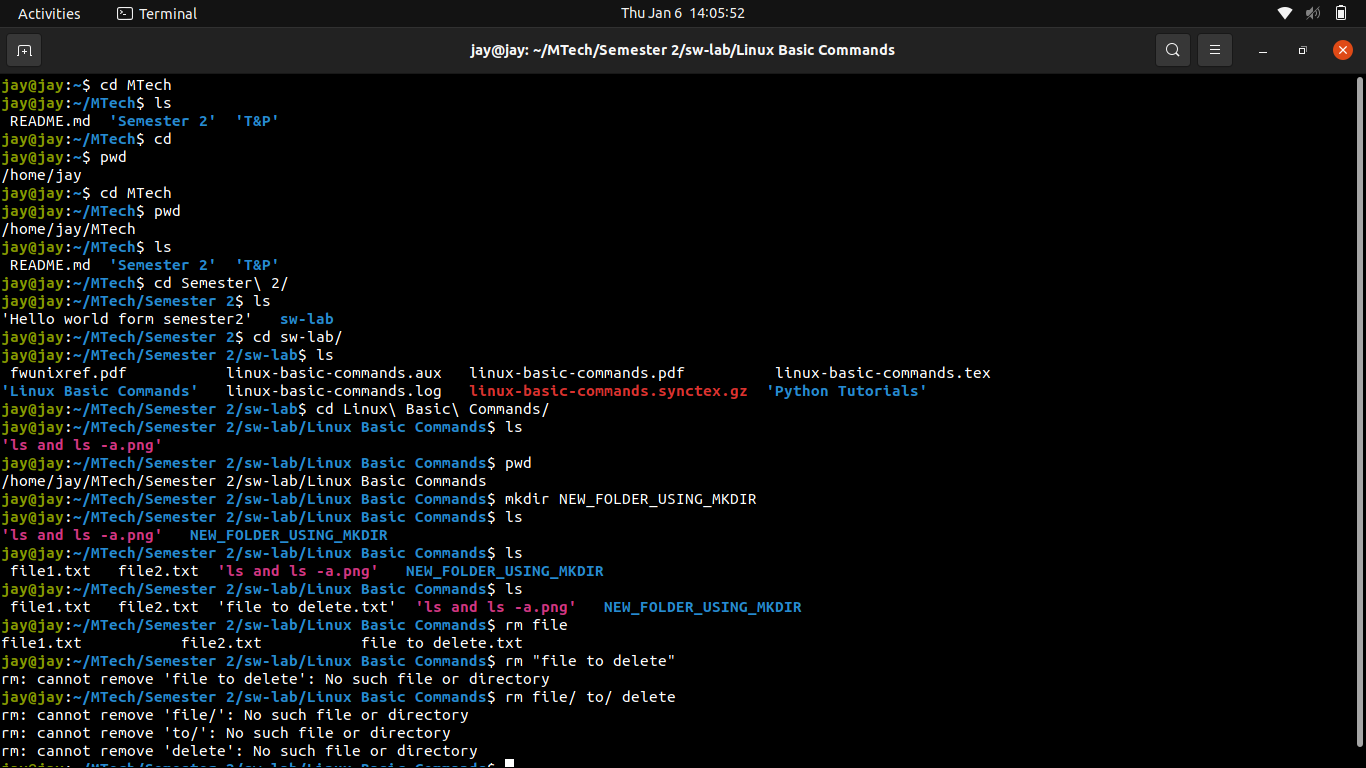 Activities Terminal Thu Jan 6 14:05:52
jay@jay: ~/MTech/Semester 2/sw-lab/Linux Basic Commands
jay@jay:~$ cd MTech
jay@jay:~/MTech$ ls
 README.md  'Semester 2'  'T&P'
jay@jay:~/MTech$ cd
jay@jay:~$ pwd
/home/jay
jay@jay:~$ cd MTech
jay@jay:~/MTech$ pwd
/home/jay/MTech
jay@jay:~/MTech$ ls
 README.md  'Semester 2'  'T&P'
jay@jay:~/MTech$ cd Semester\ 2/
jay@jay:~/MTech/Semester 2$ ls
'Hello world form semester2'   sw-lab
jay@jay:~/MTech/Semester 2$ cd sw-lab/
jay@jay:~/MTech/Semester 2/sw-lab$ ls
 fwunixref.pdf           linux-basic-commands.aux   linux-basic-commands.pdf          linux-basic-commands.tex
'Linux Basic Commands'   linux-basic-commands.log   linux-basic-commands.synctex.gz  'Python Tutorials'
jay@jay:~/MTech/Semester 2/sw-lab$ cd Linux\ Basic\ Commands/
jay@jay:~/MTech/Semester 2/sw-lab/Linux Basic Commands$ ls
'ls and ls -a.png'
jay@jay:~/MTech/Semester 2/sw-lab/Linux Basic Commands$ pwd
/home/jay/MTech/Semester 2/sw-lab/Linux Basic Commands
jay@jay:~/MTech/Semester 2/sw-lab/Linux Basic Commands$ mkdir NEW_FOLDER_USING_MKDIR
jay@jay:~/MTech/Semester 2/sw-lab/Linux Basic Commands$ ls
'ls and ls -a.png'   NEW_FOLDER_USING_MKDIR
jay@jay:~/MTech/Semester 2/sw-lab/Linux Basic Commands$ ls
 file1.txt   file2.txt  'ls and ls -a.png'   NEW_FOLDER_USING_MKDIR
jay@jay:~/MTech/Semester 2/sw-lab/Linux Basic Commands$ ls
 file1.txt   file2.txt  'file to delete.txt'  'ls and ls -a.png'   NEW_FOLDER_USING_MKDIR
jay@jay:~/MTech/Semester 2/sw-lab/Linux Basic Commands$ rm file
file1.txt           file2.txt           file to delete.txt
jay@jay:~/MTech/Semester 2/sw-lab/Linux Basic Commands$ rm "file to delete"
rm: cannot remove 'file to delete': No such file or directory
jay@jay:~/MTech/Semester 2/sw-lab/Linux Basic Commands$ rm file/ to/ delete
rm: cannot remove 'file/': No such file or directory
rm: cannot remove 'to/': No such file or directory
rm: cannot remove 'delete': No such file or directory
jay@jay:~/MTech/Semester 2/sw-lab/Linux Basic Commands$